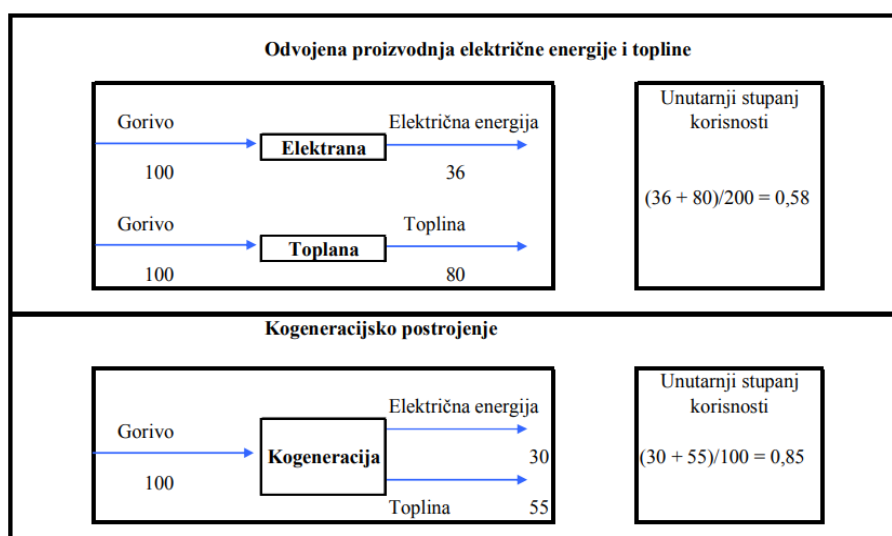 Odvojena proizvodnja električne energije i topline
Gorivo
Električna energija
Elektrana
100
36
Gorivo
Toplina
Toplana
100
80
Unutarnji stupanj
korisnosti
(36 + 80)/200 = 0,58
Kogeneracijsko postrojenje
Električna energija
Gorivo
Kogeneracija
30
100
Toplina
55
Unutarnji stupanj
korisnosti
(30 + 55)/100 = 0,85